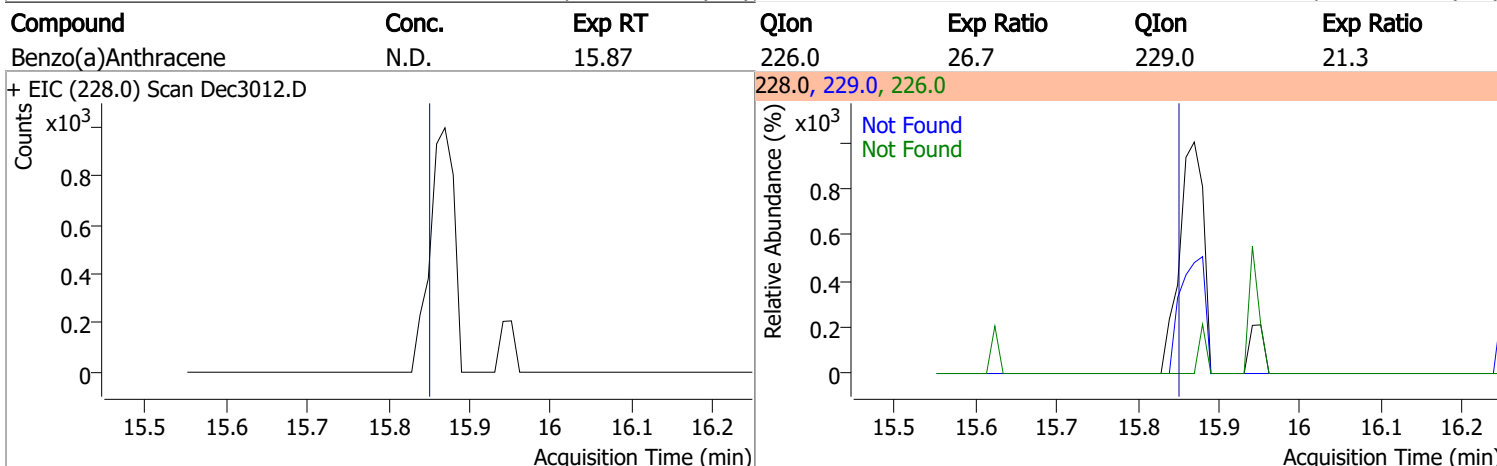 Compound Conc. Exp RT QIon Exp Ratio QIon Exp Ratio
Benzo(a)Anthracene N.D. 15.87 226.0 26.7 229.0 21.3
+ EIC (228.0) Scan Dec3012.D
Counts
x10³
0.8
0.6
0.4
0.2
0
15.5 15.6 15.7 15.8 15.9 16 16.1 16.2
Acquisition Time (min)
228.0, 229.0, 226.0
Relative Abundance (%)
x10³
Not Found
Not Found
0.8
0.6
0.4
0.2
0
15.5 15.6 15.7 15.8 15.9 16 16.1 16.2
Acquisition Time (min)